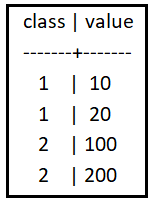 class | value
-------+-------
1 | 10
1 | 20
2 | 100
2 | 200